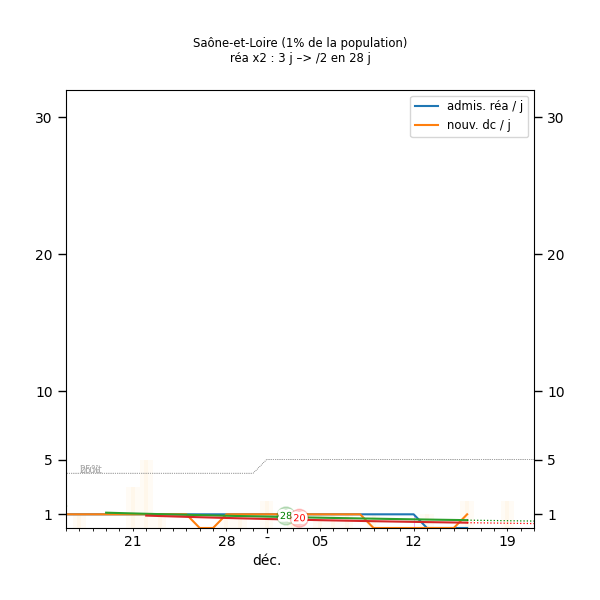 Saône-et-Loire (1% de la population)
réa x2 : 3 j –> /2 en 28 j
admis. réa / j
nouv. dc / j
30 30
20 20
10 10
5 5
28 20
1 1
21 28 - 05 12 19
déc.